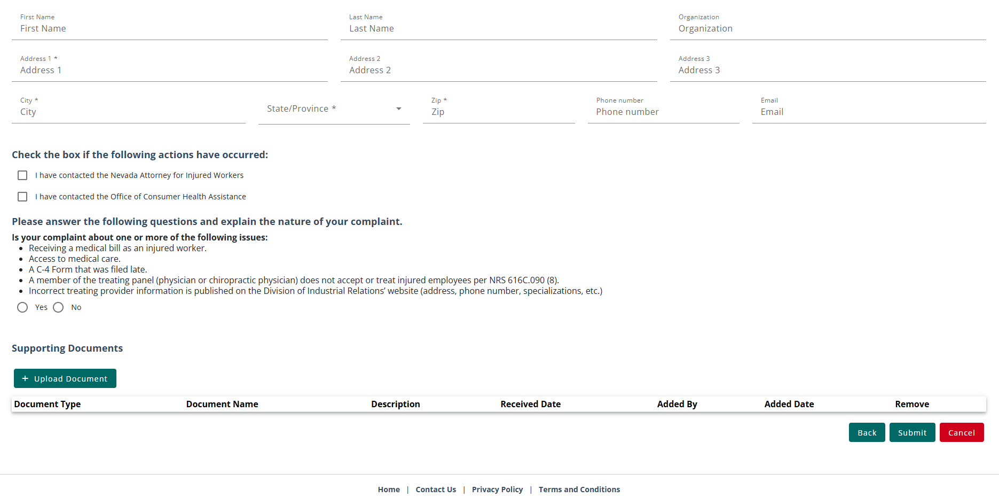 First Name Last Name Organization
First Name Last Name Organization
Address 1 * Address 2 Address 3
Address 1 Address 2 Address 3
City * Zip * Phone number Email
City State/Province * Zip Phone number Email
Check the box if the following actions have occurred:
I have contacted the Nevada Attorney for Injured Workers
I have contacted the Office of Consumer Health Assistance
Please answer the following questions and explain the nature of your complaint.
Is your complaint about one or more of the following issues:
• Receiving a medical bill as an injured worker.
• Access to medical care.
• A C-4 Form that was filed late.
• A member of the treating panel (physician or chiropractic physician) does not accept or treat injured employees per NRS 616C.090 (8).
• Incorrect treating provider information is published on the Division of Industrial Relations’ website (address, phone number, specializations, etc.)
Yes No
Supporting Documents
+ Upload Document
Document Type Document Name Description Received Date Added By Added Date Remove
Back Submit Cancel
Home | Contact Us | Privacy Policy | Terms and Conditions